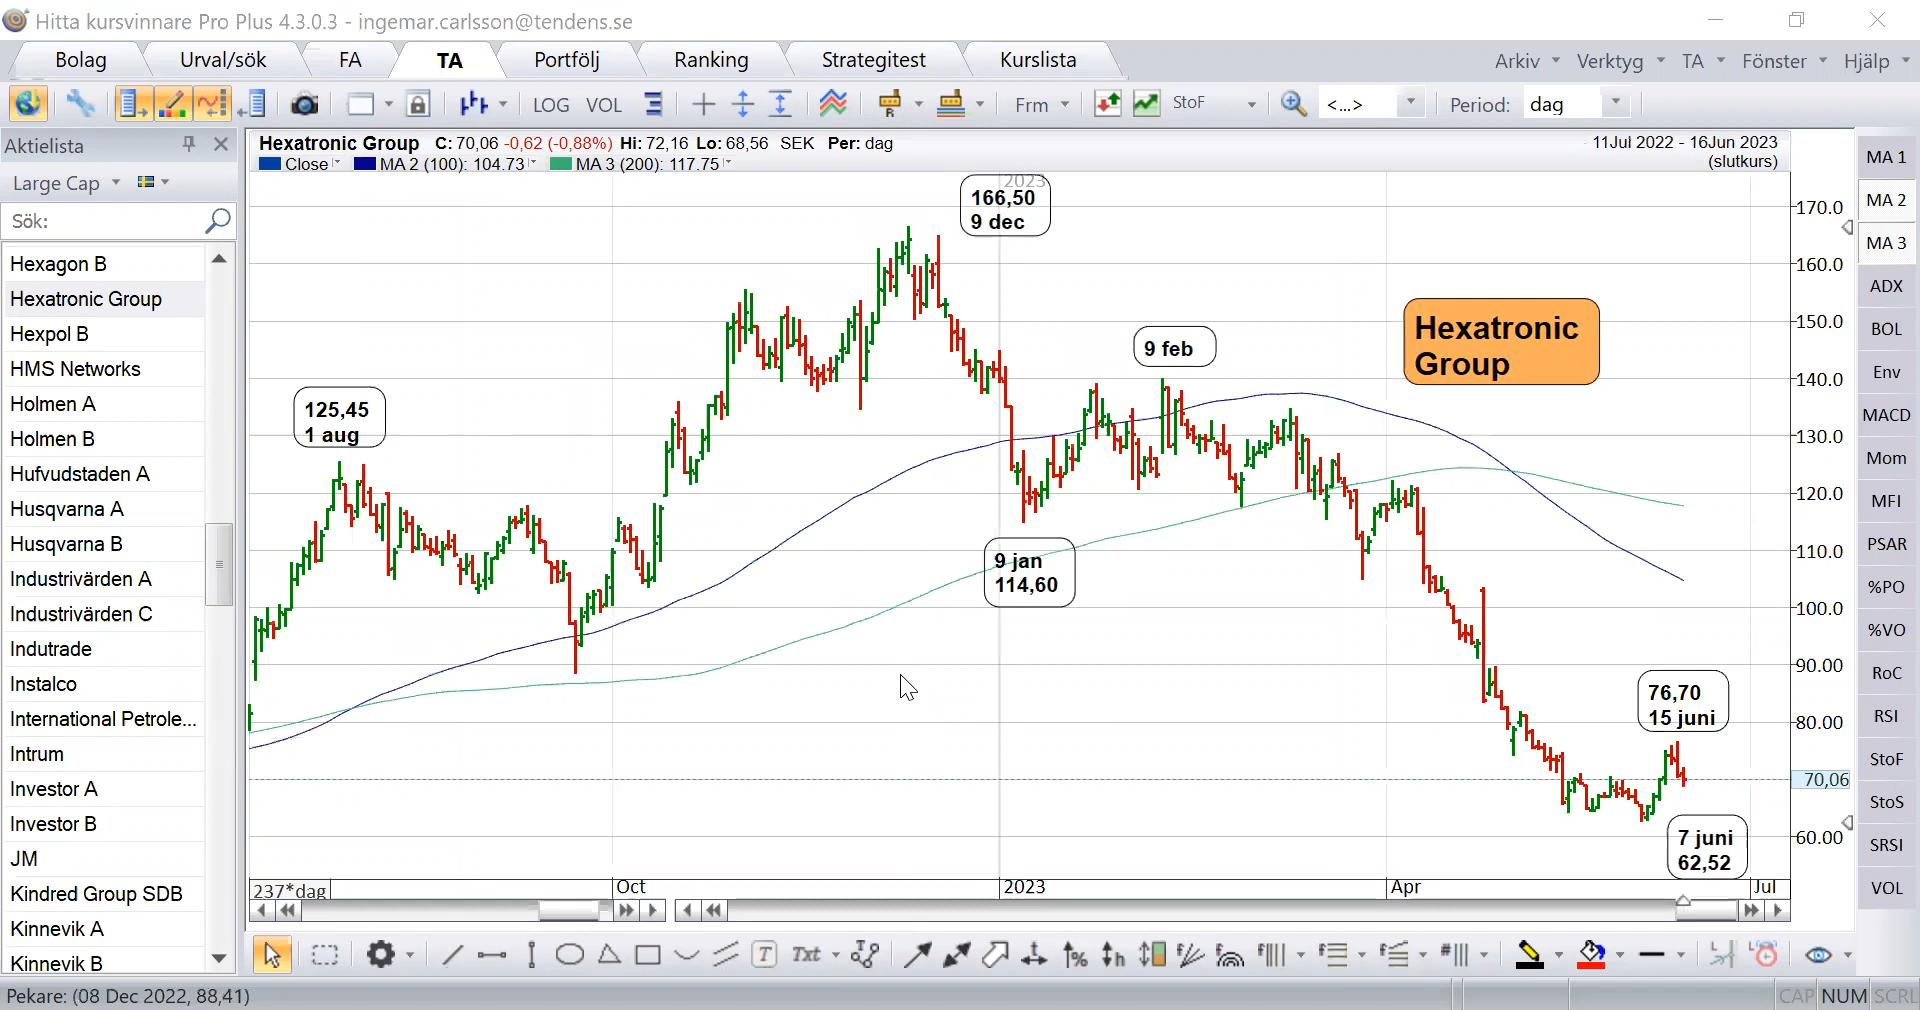 Hitta kursvinnare Pro Plus 4.3.0.3 - ingemar.carlsson@tendens.se
Bolag Urval/sök FA TA Portfölj Ranking Strategitest Kurslista
Arkiv Verktyg TA Fönster Hjälp
LOG VOL Frm StoF <...> Period: dag
Aktielista
Large Cap
Sök:
Hexagon B
Hexatronic Group
Hexpol B
HMS Networks
Holmen A
Holmen B
Hufvudstaden A
Husqvarna A
Husqvarna B
Industrivärden A
Industrivärden C
Indutrade
Instalco
International Petrole...
Intrum
Investor A
Investor B
JM
Kindred Group SDB
Kinnevik A
Kinnevik B
Hexatronic Group C: 70,06 -0,62 (-0,88%) Hi: 72,16 Lo: 68,56 SEK Per: dag
Close MA 2 (100): 104.73 MA 3 (200): 117.75
11Jul 2022 - 16Jun 2023
(slutkurs)
2023
166,50
9 dec
125,45
1 aug
9 feb
Hexatronic
Group
9 jan
114,60
76,70
15 juni
7 juni
62,52
170.0
160.0
150.0
140.0
130.0
120.0
110.0
100.0
90.00
80.00
70,06
60.00
237*dag Oct 2023 Apr Jul
MA 1
MA 2
MA 3
ADX
BOL
Env
MACD
Mom
MFI
PSAR
%PO
%VO
RoC
RSI
StoF
StoS
SRSI
VOL
T Txt
Pekare: (08 Dec 2022, 88,41)
CAP NUM SCRL